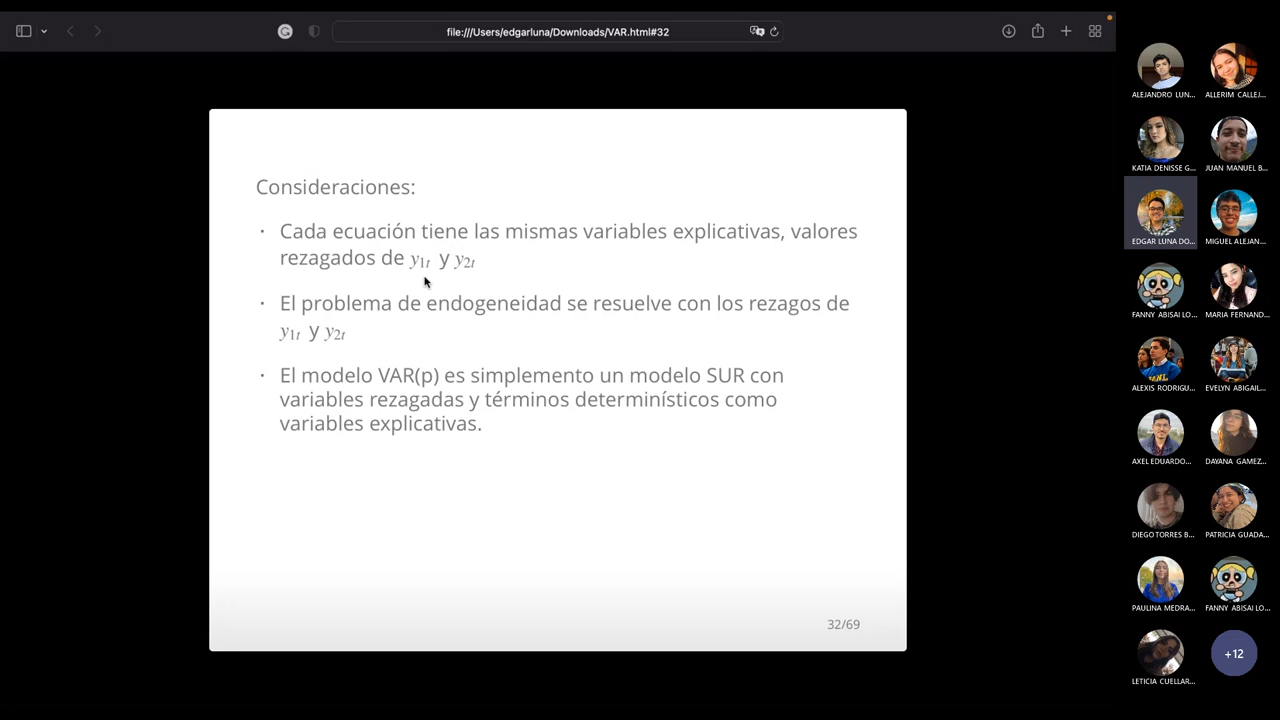 file:///Users/edgarluna/Downloads/VAR.html#32
Consideraciones:
· Cada ecuación tiene las mismas variables explicativas, valores
rezagados de y1t y y2t
· El problema de endogeneidad se resuelve con los rezagos de
y1t y y2t
· El modelo VAR(p) es simplemento un modelo SUR con
variables rezagadas y términos determinísticos como
variables explicativas.
32/69
ALEJANDRO LUN...
ALLERIM CALLEJ...
KATIA DENISSE G...
JUAN MANUEL B...
EDGAR LUNA DO...
MIGUEL ALEJAN...
FANNY ABISAI LO...
MARIA FERNAND...
ALEXIS RODRIGU...
EVELYN ABIGAIL...
AXEL EDUARDO...
DAYANA GAMEZ...
DIEGO TORRES B...
PATRICIA GUADA...
PAULINA MEDRA...
FANNY ABISAI LO...
LETICIA CUELLAR...
+12